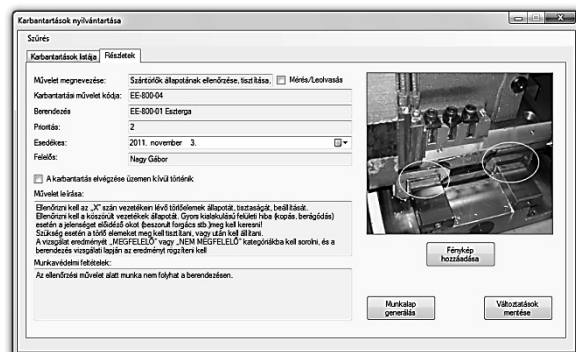 Karbantartások nyilvántartása
Szűrés
Karbantartások listája Részletek
Művelet megnevezése: Szántörlők állapotának ellenőrzése, tisztítása, Mérés/Leolvasás
Karbantartási művelet kódja: EE-800-04
Berendezés EE-800-01 Eszterga
Prioritás: 2
Esedékes: 2011. november 3.
Felelős: Nagy Gábor
A karbantartás elvégzése üzemen kívül történik
Művelet leírása:
Ellenőrizni kell az „X" szán vezetékein lévő törlőelemek állapotát, tisztaságát, beállítását.
Ellenőrizni kell a köszörült vezetékek állapotát. Gyors kialakulású felületi hiba (kopás, berágódás)
esetén a jelenséget előidéző okot (beszorult forgács stb.)meg kell keresni!
Szükség esetén a törlő elemeket meg kell tisztítani, vagy után kell állítani.
A vizsgálat eredményét „MEGFELELŐ" vagy „NEM MEGFELELŐ" kategóriákba kell sorolni, és a
berendezés vizsgálati lapján az eredményt rögzíteni kell
Munkavédelmi feltételek:
Az ellenőrzési művelet alatt munka nem folyhat a berendezésen.
Fénykép
hozzáadása
Munkalap
generálás
Változtatások
mentése